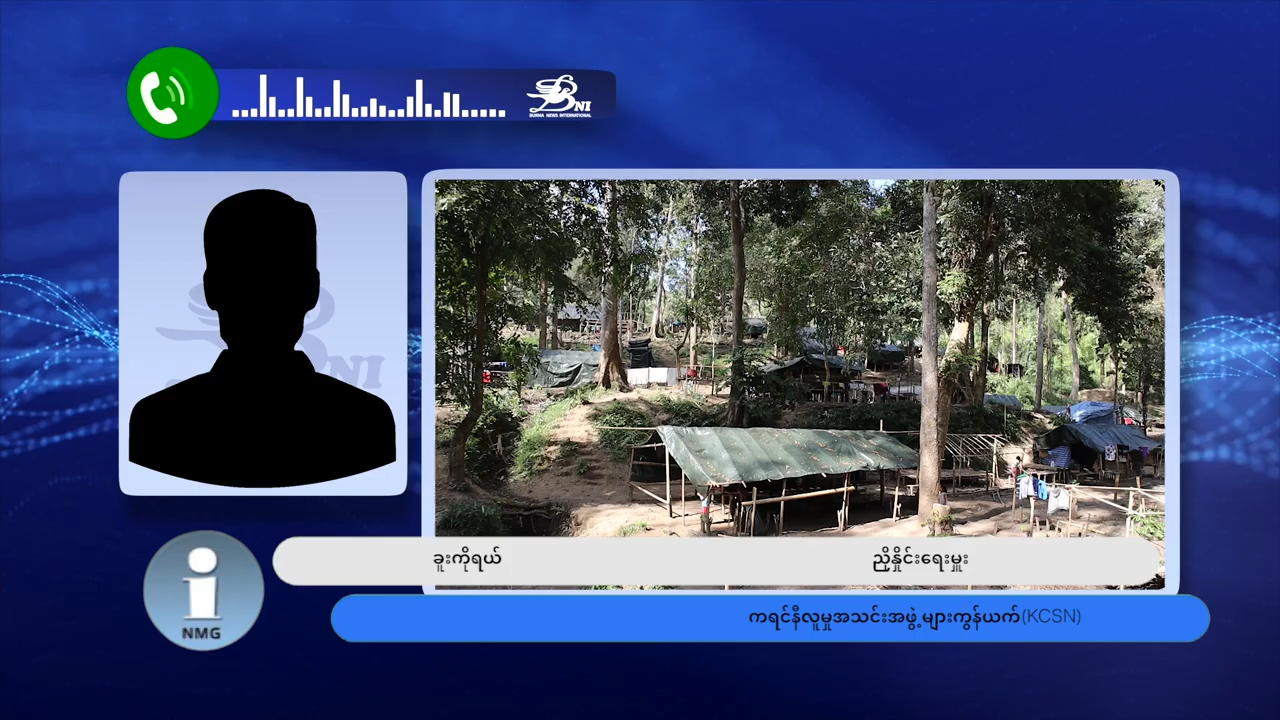 BNI
BURMA NEWS INTERNATIONAL
NI
ခူးကိုရယ် ညှိနှိုင်းရေးမှူး
NMG
ကရင်နီလူမှုအသင်းအဖွဲ့များကွန်ယက်(KCSN)